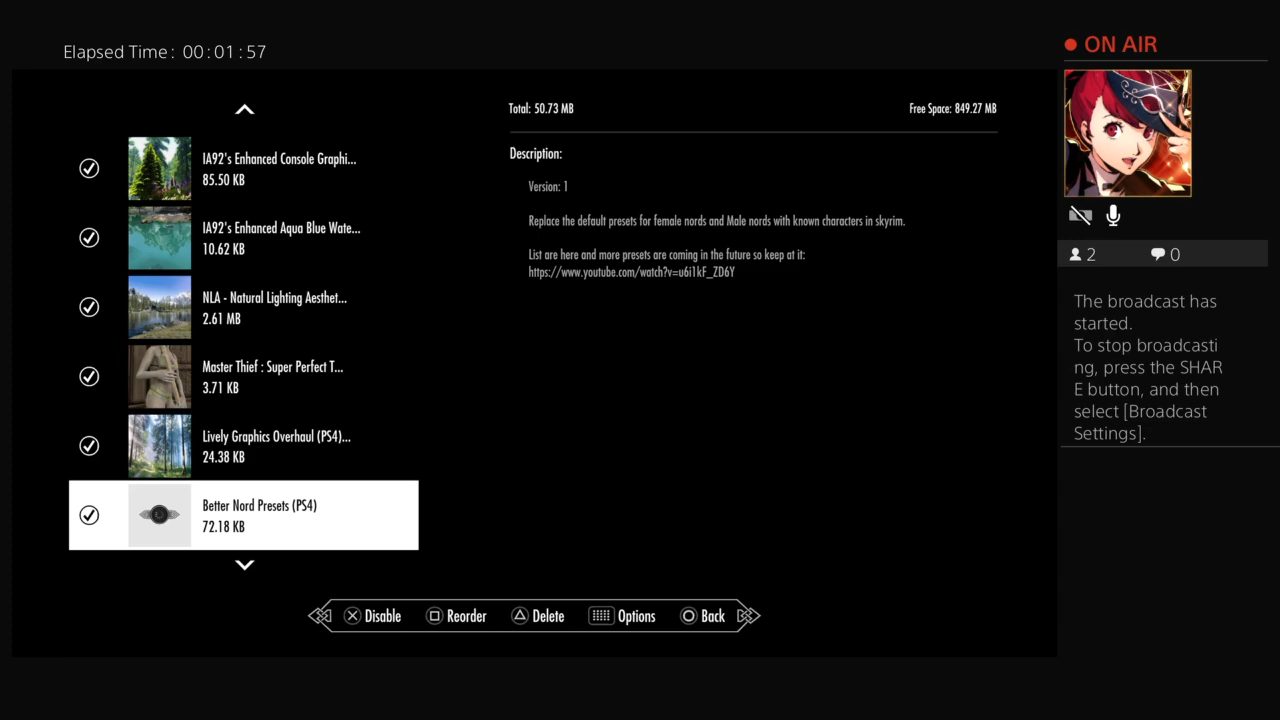 Elapsed Time: 00:01:57
ON AIR
Total: 50.73 MB
Free Space: 849.27 MB
IA92's Enhanced Console Graphi...
85.50 KB
IA92's Enhanced Aqua Blue Wate...
10.62 KB
NLA - Natural Lighting Aesthet...
2.61 MB
Master Thief : Super Perfect T...
3.71 KB
Lively Graphics Overhaul (PS4)...
24.38 KB
Better Nord Presets (PS4)
72.18 KB
Description:
Version: 1
Replace the default presets for female nords and Male nords with known characters in skyrim.
List are here and more presets are coming in the future so keep at it:
https://www.youtube.com/watch?v=u6i1kF_ZD6Y
Disable
Reorder
Delete
Options
Back
2
0
The broadcast has
started.
To stop broadcasti
ng, press the SHAR
E button, and then
select [Broadcast
Settings].